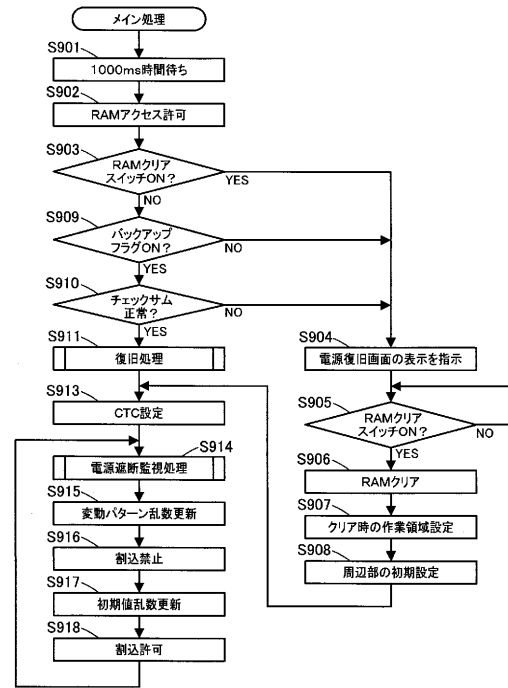 メイン処理
S901
1000ms時間待ち
S902
RAMアクセス許可
S903
RAMクリア
スイッチON?
YES
NO
S909
バックアップ
フラグON?
NO
YES
S910
チェックサム
正常?
NO
YES
S911
復旧処理
S904
電源復旧画面の表示を指示
S913
CTC設定
S905
RAMクリア
スイッチON?
NO
YES
S914
電源遮断監視処理
S906
RAMクリア
S915
変動パターン乱数更新
S907
クリア時の作業領域設定
S916
割込禁止
S908
周辺部の初期設定
S917
初期値乱数更新
S918
割込許可